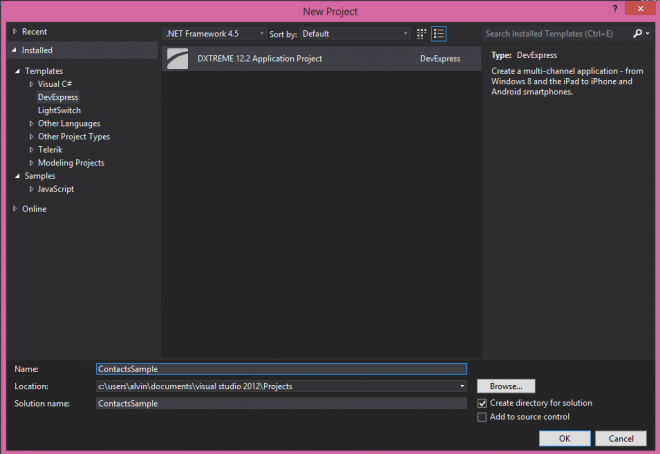 New Project
? ×
Recent
Installed
Templates
Visual C#
DevExpress
LightSwitch
Other Languages
Other Project Types
Telerik
Modeling Projects
Samples
JavaScript
Online
.NET Framework 4.5 Sort by: Default
DXTREME 12.2 Application Project DevExpress
Search Installed Templates (Ctrl+E)
Type: DevExpress
Create a multi-channel application - from
Windows 8 and the iPad to iPhone and
Android smartphones.
Name: ContactsSample
Location: c:\users\alvin\documents\visual studio 2012\Projects Browse...
Solution name: ContactsSample
Create directory for solution
Add to source control
OK Cancel